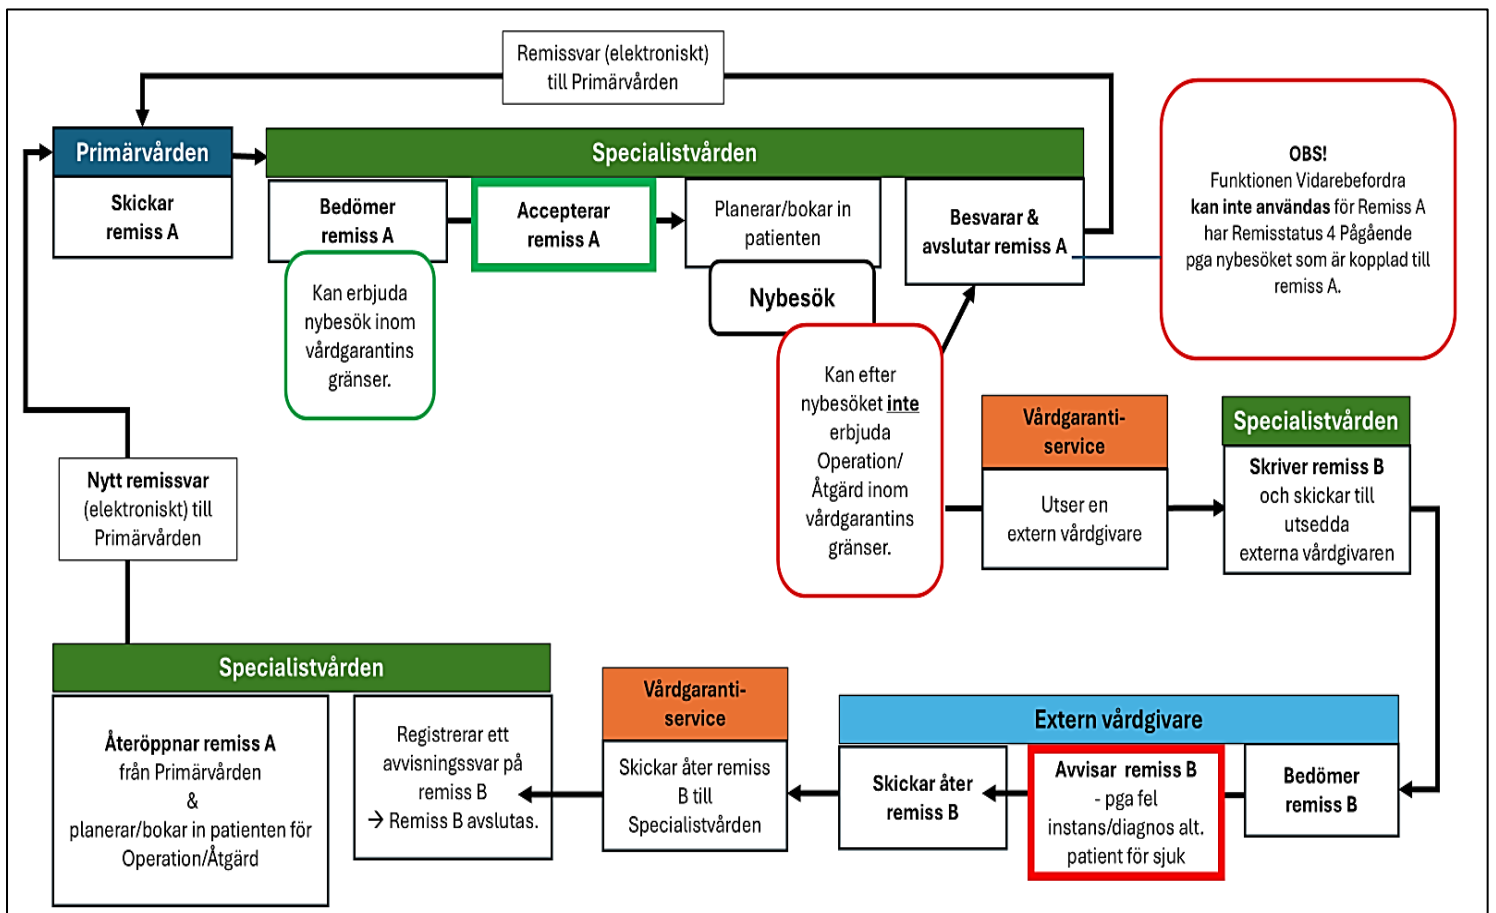 Remissvar (elektroniskt)
till Primärvården
Primärvården
Skickar
remiss A
Specialistvården
Bedömer
remiss A
Kan erbjuda
nybesök inom
vårdgarantins
gränser.
Accepterar
remiss A
Planerar/bokar in
patienten
Nybesök
Besvarar &
avslutar remiss A
OBS!
Funktionen Vidarebefordra
kan inte användas för Remiss A
har Remisstatus 4 Pågående
pga nybesöket som är kopplad till
remiss A.
Kan efter
nybesöket inte
erbjuda
Operation/
Åtgärd inom
vårdgarantins
gränser.
Vårdgaranti-
service
Utser en
extern vårdgivare
Specialistvården
Skriver remiss B
och skickar till
utsedda
externa vårdgivaren
Extern vårdgivare
Bedömer
remiss B
Avvisar remiss B
- pga fel
instans/diagnos alt.
patient för sjuk
Skickar åter
remiss B
Vårdgaranti-
service
Skickar åter remiss
B till
Specialistvården
Specialistvården
Registrerar ett
avvisningssvar på
remiss B
→ Remiss B avslutas.
Återöppnar remiss A
från Primärvården
&
planerar/bokar in patienten för
Operation/Åtgärd
Nytt remissvar
(elektroniskt) till
Primärvården